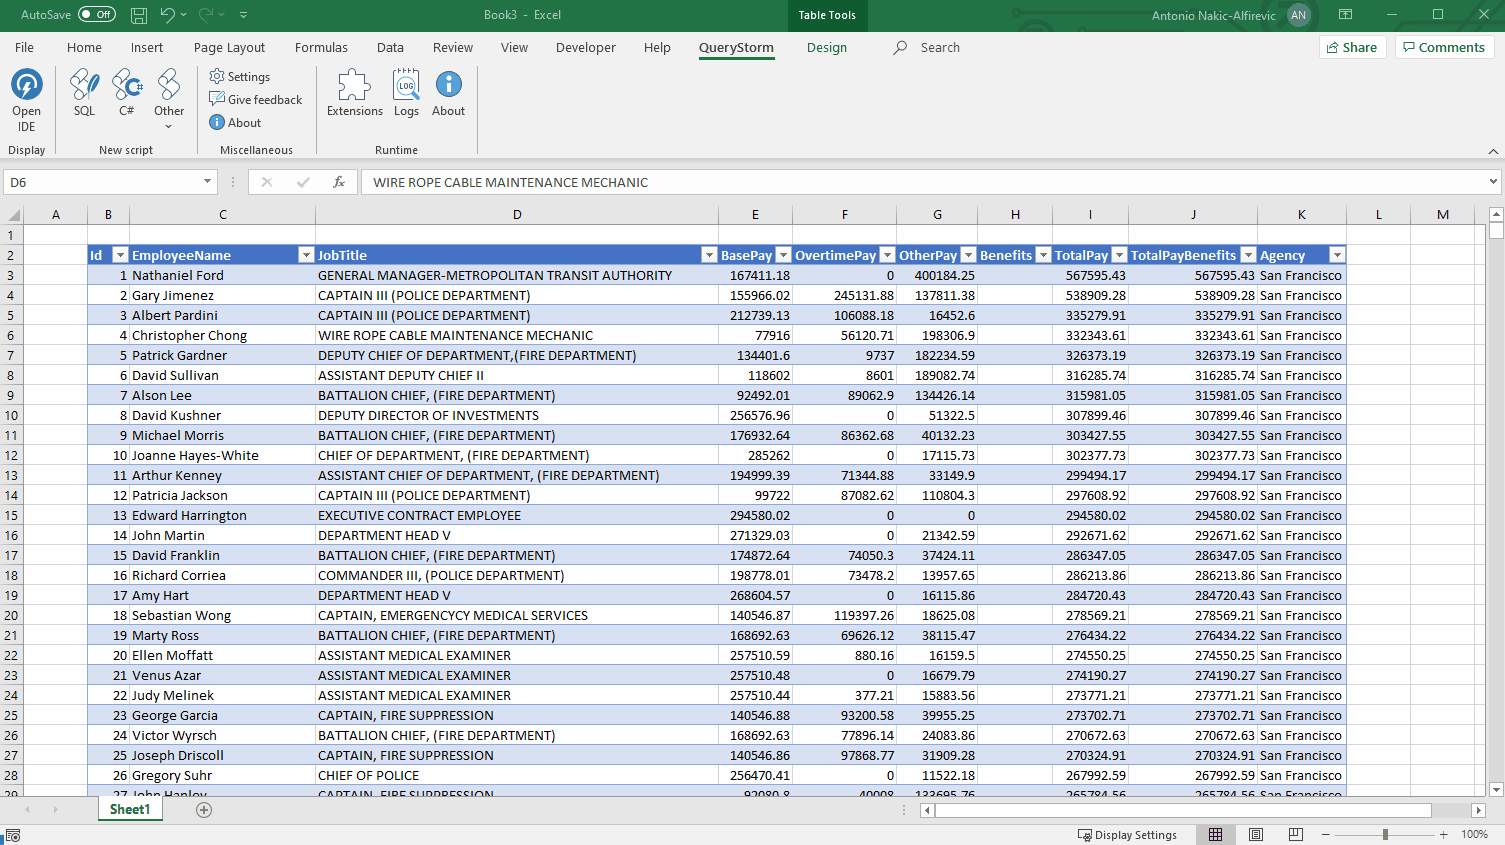 AutoSave Off Book3 - Excel Table Tools Antonio Nakic-Alfirevic AN
File Home Insert Page Layout Formulas Data Review View Developer Help QueryStorm Design Search Share Comments
Open IDE SQL C# Other Settings Give feedback About Extensions Logs About
LOG
Display New script Miscellaneous Runtime
D6 fx WIRE ROPE CABLE MAINTENANCE MECHANIC
A B C D E F G H I J K L M
1
2 Id EmployeeName JobTitle BasePay OvertimePay OtherPay Benefits TotalPay TotalPayBenefits Agency
3 1 Nathaniel Ford GENERAL MANAGER-METROPOLITAN TRANSIT AUTHORITY 167411.18 0 400184.25 567595.43 567595.43 San Francisco
4 2 Gary Jimenez CAPTAIN III (POLICE DEPARTMENT) 155966.02 245131.88 137811.38 538909.28 538909.28 San Francisco
5 3 Albert Pardini CAPTAIN III (POLICE DEPARTMENT) 212739.13 106088.18 16452.6 335279.91 335279.91 San Francisco
6 4 Christopher Chong WIRE ROPE CABLE MAINTENANCE MECHANIC 77916 56120.71 198306.9 332343.61 332343.61 San Francisco
7 5 Patrick Gardner DEPUTY CHIEF OF DEPARTMENT,(FIRE DEPARTMENT) 134401.6 9737 182234.59 326373.19 326373.19 San Francisco
8 6 David Sullivan ASSISTANT DEPUTY CHIEF II 118602 8601 189082.74 316285.74 316285.74 San Francisco
9 7 Alson Lee BATTALION CHIEF, (FIRE DEPARTMENT) 92492.01 89062.9 134426.14 315981.05 315981.05 San Francisco
10 8 David Kushner DEPUTY DIRECTOR OF INVESTMENTS 256576.96 0 51322.5 307899.46 307899.46 San Francisco
11 9 Michael Morris BATTALION CHIEF, (FIRE DEPARTMENT) 176932.64 86362.68 40132.23 303427.55 303427.55 San Francisco
12 10 Joanne Hayes-White CHIEF OF DEPARTMENT, (FIRE DEPARTMENT) 285262 0 17115.73 302377.73 302377.73 San Francisco
13 11 Arthur Kenney ASSISTANT CHIEF OF DEPARTMENT, (FIRE DEPARTMENT) 194999.39 71344.88 33149.9 299494.17 299494.17 San Francisco
14 12 Patricia Jackson CAPTAIN III (POLICE DEPARTMENT) 99722 87082.62 110804.3 297608.92 297608.92 San Francisco
15 13 Edward Harrington EXECUTIVE CONTRACT EMPLOYEE 294580.02 0 0 294580.02 294580.02 San Francisco
16 14 John Martin DEPARTMENT HEAD V 271329.03 0 21342.59 292671.62 292671.62 San Francisco
17 15 David Franklin BATTALION CHIEF, (FIRE DEPARTMENT) 174872.64 74050.3 37424.11 286347.05 286347.05 San Francisco
18 16 Richard Corriea COMMANDER III, (POLICE DEPARTMENT) 198778.01 73478.2 13957.65 286213.86 286213.86 San Francisco
19 17 Amy Hart DEPARTMENT HEAD V 268604.57 0 16115.86 284720.43 284720.43 San Francisco
20 18 Sebastian Wong CAPTAIN, EMERGENCYCY MEDICAL SERVICES 140546.87 119397.26 18625.08 278569.21 278569.21 San Francisco
21 19 Marty Ross BATTALION CHIEF, (FIRE DEPARTMENT) 168692.63 69626.12 38115.47 276434.22 276434.22 San Francisco
22 20 Ellen Moffatt ASSISTANT MEDICAL EXAMINER 257510.59 880.16 16159.5 274550.25 274550.25 San Francisco
23 21 Venus Azar ASSISTANT MEDICAL EXAMINER 257510.48 0 16679.79 274190.27 274190.27 San Francisco
24 22 Judy Melinek ASSISTANT MEDICAL EXAMINER 257510.44 377.21 15883.56 273771.21 273771.21 San Francisco
25 23 George Garcia CAPTAIN, FIRE SUPPRESSION 140546.88 93200.58 39955.25 273702.71 273702.71 San Francisco
26 24 Victor Wyrsch BATTALION CHIEF, (FIRE DEPARTMENT) 168692.63 77896.14 24083.86 270672.63 270672.63 San Francisco
27 25 Joseph Driscoll CAPTAIN, FIRE SUPPRESSION 140546.86 97868.77 31909.28 270324.91 270324.91 San Francisco
28 26 Gregory Suhr CHIEF OF POLICE 256470.41 0 11522.18 267992.59 267992.59 San Francisco
29 27 John Hanley CAPTAIN, FIRE SUPPRESSION 92080.8 40008 133695.76 265784.56 265784.56 San Francisco
Sheet1
Display Settings 100%